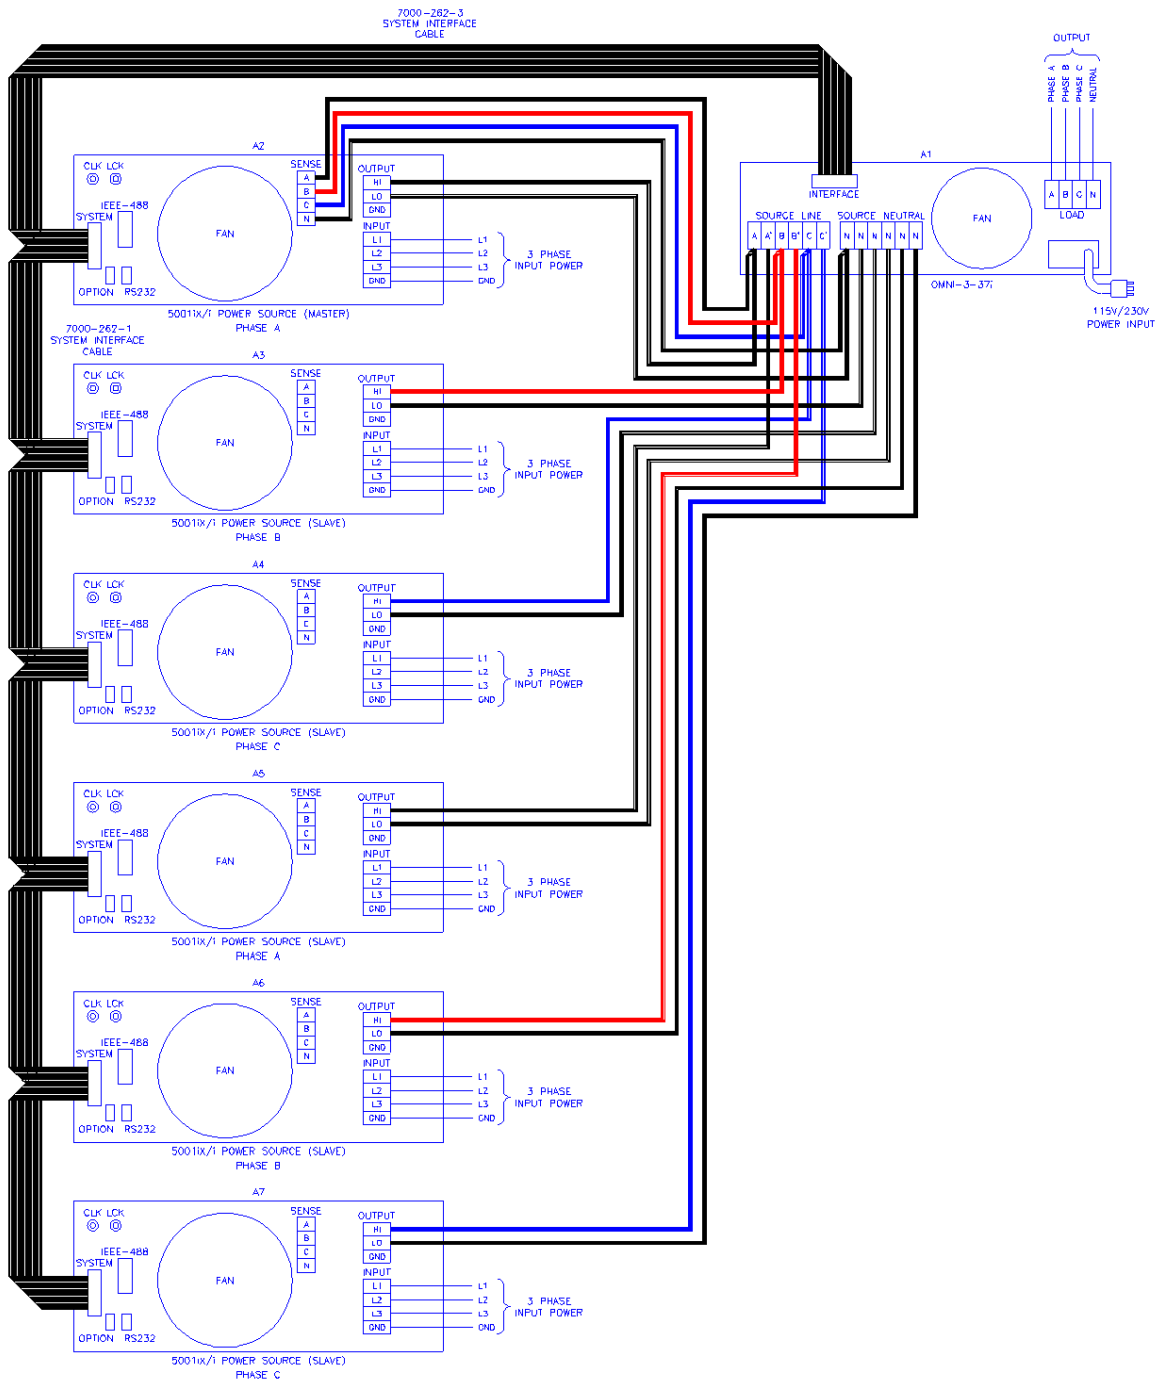 7000-262-3
SYSTEM INTERFACE
CABLE
OUTPUT
PHASE A
PHASE B
PHASE C
NEUTRAL
A1
INTERFACE
A B C N
LOAD
SOURCE LINE
SOURCE NEUTRAL
A A' B B' C C'
N N N N N N
FAN
OMNI-3-37i
115V/230V
POWER INPUT
A2
CLK LCK
SENSE
A
B
C
N
OUTPUT
HI
LO
GND
IEEE-488
SYSTEM
FAN
INPUT
L1 L1
L2 L2
L3 L3
GND GND
3 PHASE
INPUT POWER
OPTION RS232
5001iX/i POWER SOURCE (MASTER)
PHASE A
7000-262-1
SYSTEM INTERFACE
CABLE
A3
CLK LCK
SENSE
A
B
C
N
OUTPUT
HI
LO
GND
IEEE-488
SYSTEM
FAN
INPUT
L1 L1
L2 L2
L3 L3
GND GND
3 PHASE
INPUT POWER
OPTION RS232
5001iX/i POWER SOURCE (SLAVE)
PHASE B
A4
CLK LCK
SENSE
A
B
C
N
OUTPUT
HI
LO
GND
IEEE-488
SYSTEM
FAN
INPUT
L1 L1
L2 L2
L3 L3
GND GND
3 PHASE
INPUT POWER
OPTION RS232
5001iX/i POWER SOURCE (SLAVE)
PHASE C
A5
CLK LCK
SENSE
A
B
C
N
OUTPUT
HI
LO
GND
IEEE-488
SYSTEM
FAN
INPUT
L1 L1
L2 L2
L3 L3
GND GND
3 PHASE
INPUT POWER
OPTION RS232
5001iX/i POWER SOURCE (SLAVE)
PHASE A
A6
CLK LCK
SENSE
A
B
C
N
OUTPUT
HI
LO
GND
IEEE-488
SYSTEM
FAN
INPUT
L1 L1
L2 L2
L3 L3
GND GND
3 PHASE
INPUT POWER
OPTION RS232
5001iX/i POWER SOURCE (SLAVE)
PHASE B
A7
CLK LCK
SENSE
A
B
C
N
OUTPUT
HI
LO
GND
IEEE-488
SYSTEM
FAN
INPUT
L1 L1
L2 L2
L3 L3
GND GND
3 PHASE
INPUT POWER
OPTION RS232
5001iX/i POWER SOURCE (SLAVE)
PHASE C